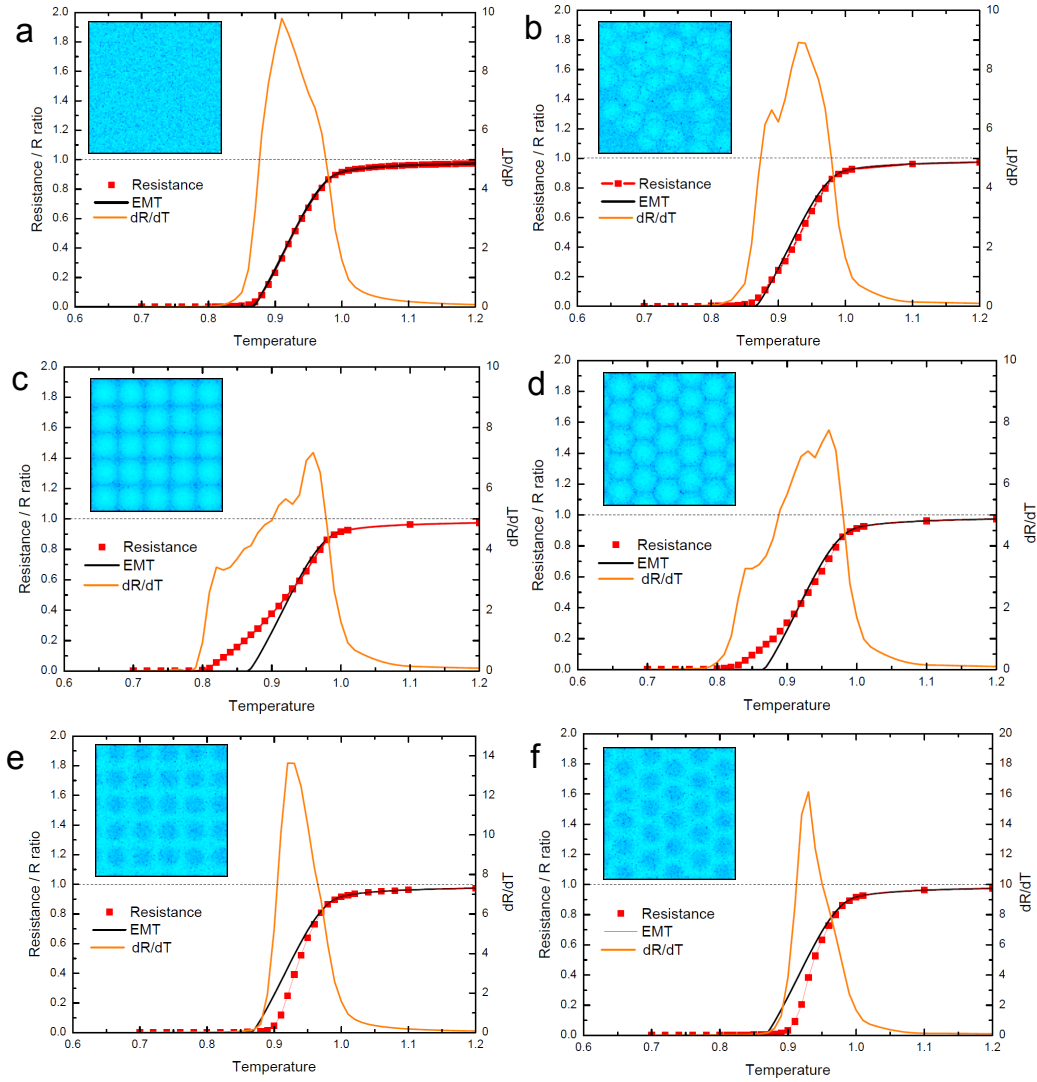 a
2.0
1.8
1.6
1.4
1.2
1.0
0.8
0.6
0.4
0.2
0.0
Resistance / R ratio
10
8
6
4
2
0
dR/dT
Resistance
EMT
dR/dT
0.6 0.7 0.8 0.9 1.0 1.1 1.2
Temperature
b
2.0
1.8
1.6
1.4
1.2
1.0
0.8
0.6
0.4
0.2
0.0
Resistance / R ratio
10
8
6
4
2
0
dR/dT
Resistance
EMT
dR/dT
0.6 0.7 0.8 0.9 1.0 1.1 1.2
Temperature
c
2.0
1.8
1.6
1.4
1.2
1.0
0.8
0.6
0.4
0.2
0.0
Resistance / R ratio
10
8
6
4
2
0
dR/dT
Resistance
EMT
dR/dT
0.6 0.7 0.8 0.9 1.0 1.1 1.2
Temperature
d
2.0
1.8
1.6
1.4
1.2
1.0
0.8
0.6
0.4
0.2
0.0
Resistance / R ratio
10
8
6
4
2
0
dR/dT
Resistance
EMT
dR/dT
0.6 0.7 0.8 0.9 1.0 1.1 1.2
Temperature
e
2.0
1.8
1.6
1.4
1.2
1.0
0.8
0.6
0.4
0.2
0.0
Resistance / R ratio
14
12
10
8
6
4
2
0
dR/dT
Resistance
EMT
dR/dT
0.6 0.7 0.8 0.9 1.0 1.1 1.2
Temperature
f
2.0
1.8
1.6
1.4
1.2
1.0
0.8
0.6
0.4
0.2
0.0
Resistance / R ratio
20
18
16
14
12
10
8
6
4
2
0
dR/dT
Resistance
EMT
dR/dT
0.6 0.7 0.8 0.9 1.0 1.1 1.2
Temperature